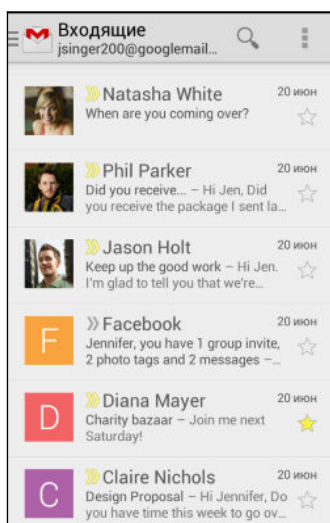 Входящие
jsinger200@googlemail...
Natasha White 20 июн
When are you coming over?
Phil Parker 20 июн
Did you receive... – Hi Jen, Did
you receive the package I sent la...
Jason Holt 20 июн
Keep up the good work – Hi Jen.
I'm glad to tell you that we're...
F
Facebook 20 июн
Jennifer, you have 1 group invite,
2 photo tags and 2 messages –...
D
Diana Mayer 20 июн
Charity bazaar – Join me next
Saturday!
C
Claire Nichols 20 июн
Design Proposal – Hi Jennifer, Do
you have time this week to go ov...